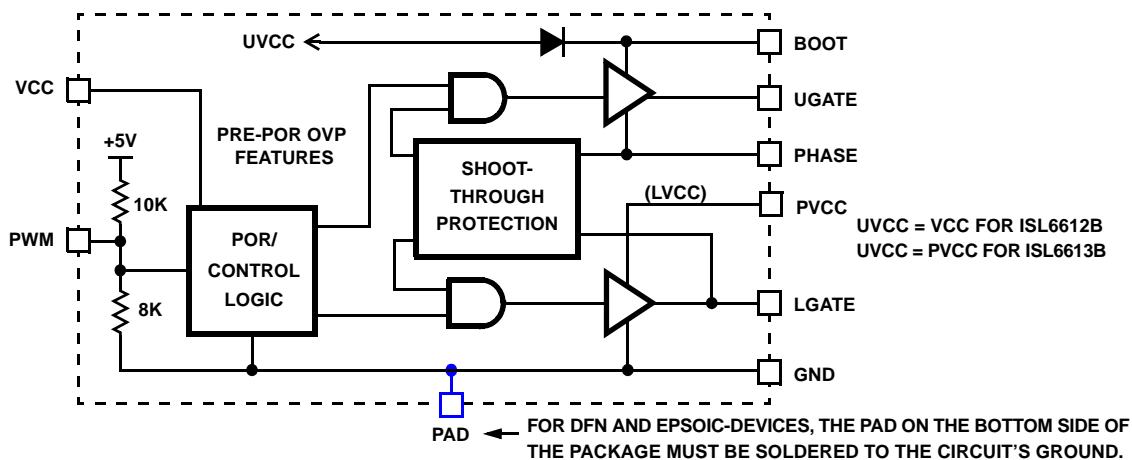 UVCC
BOOT
VCC
UGATE
+5V
PRE-POR OVP
FEATURES
SHOOT-
THROUGH
PROTECTION
PHASE
10K
(LVCC)
PVCC
UVCC = VCC FOR ISL6612B
UVCC = PVCC FOR ISL6613B
PWM
POR/
CONTROL
LOGIC
8K
LGATE
GND
PAD
FOR DFN AND EPSOIC-DEVICES, THE PAD ON THE BOTTOM SIDE OF
THE PACKAGE MUST BE SOLDERED TO THE CIRCUIT'S GROUND.